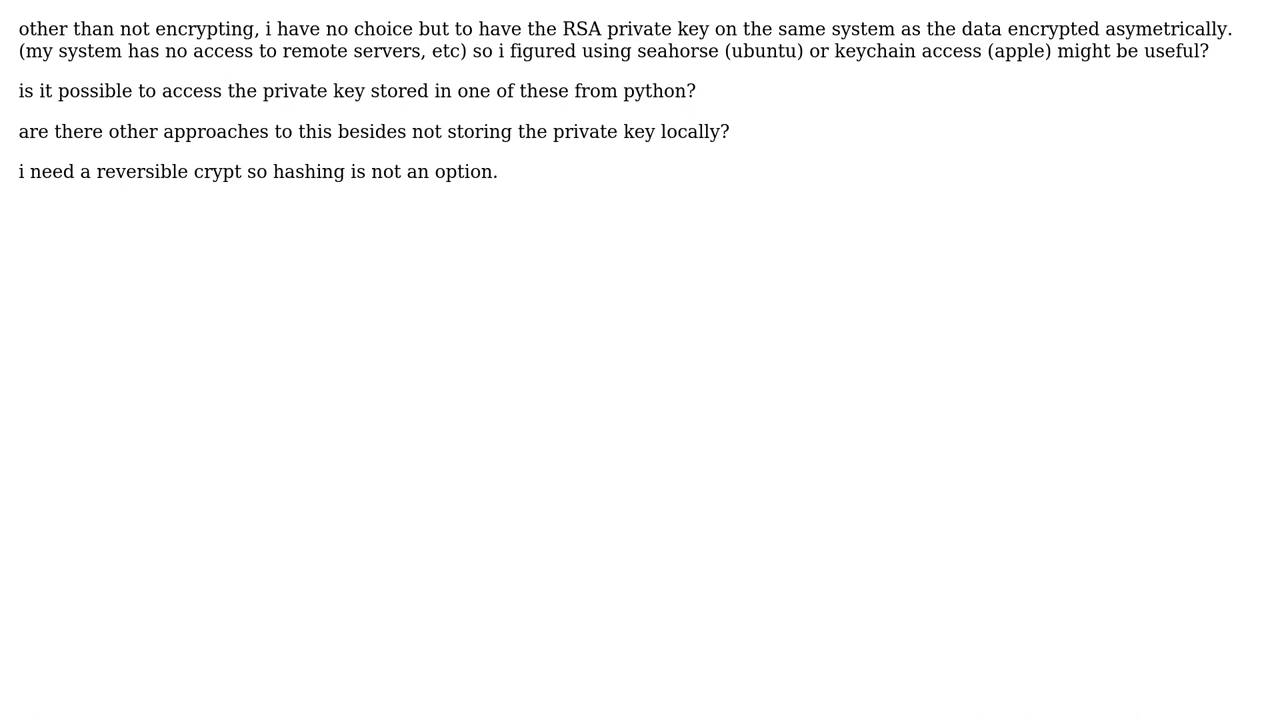 other than not encrypting, i have no choice but to have the RSA private key on the same system as the data encrypted asymetrically.
(my system has no access to remote servers, etc) so i figured using seahorse (ubuntu) or keychain access (apple) might be useful?
is it possible to access the private key stored in one of these from python?
are there other approaches to this besides not storing the private key locally?
i need a reversible crypt so hashing is not an option.